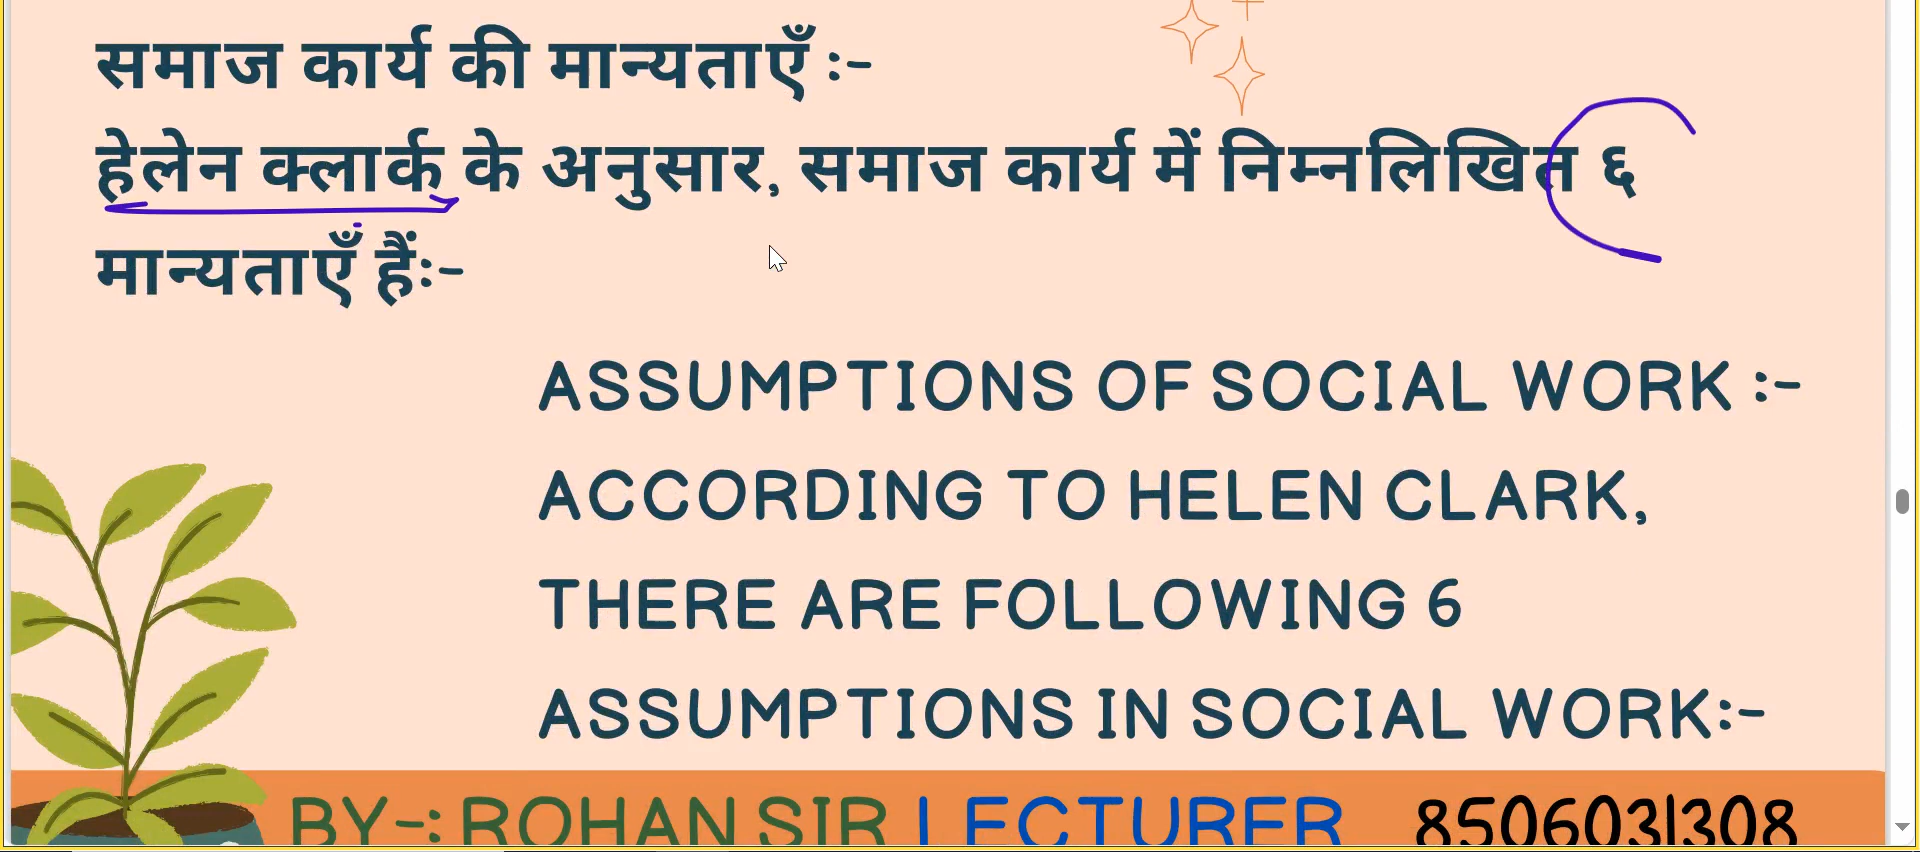 समाज कार्य की मान्यताएँ :-
हेलेन क्लार्क के अनुसार, समाज कार्य में निम्नलिखित ६
मान्यताएँ हैं:-
ASSUMPTIONS OF SOCIAL WORK :-
ACCORDING TO HELEN CLARK,
THERE ARE FOLLOWING 6
ASSUMPTIONS IN SOCIAL WORK:-
BY-: ROHAN SIR LECTURER 8506031308